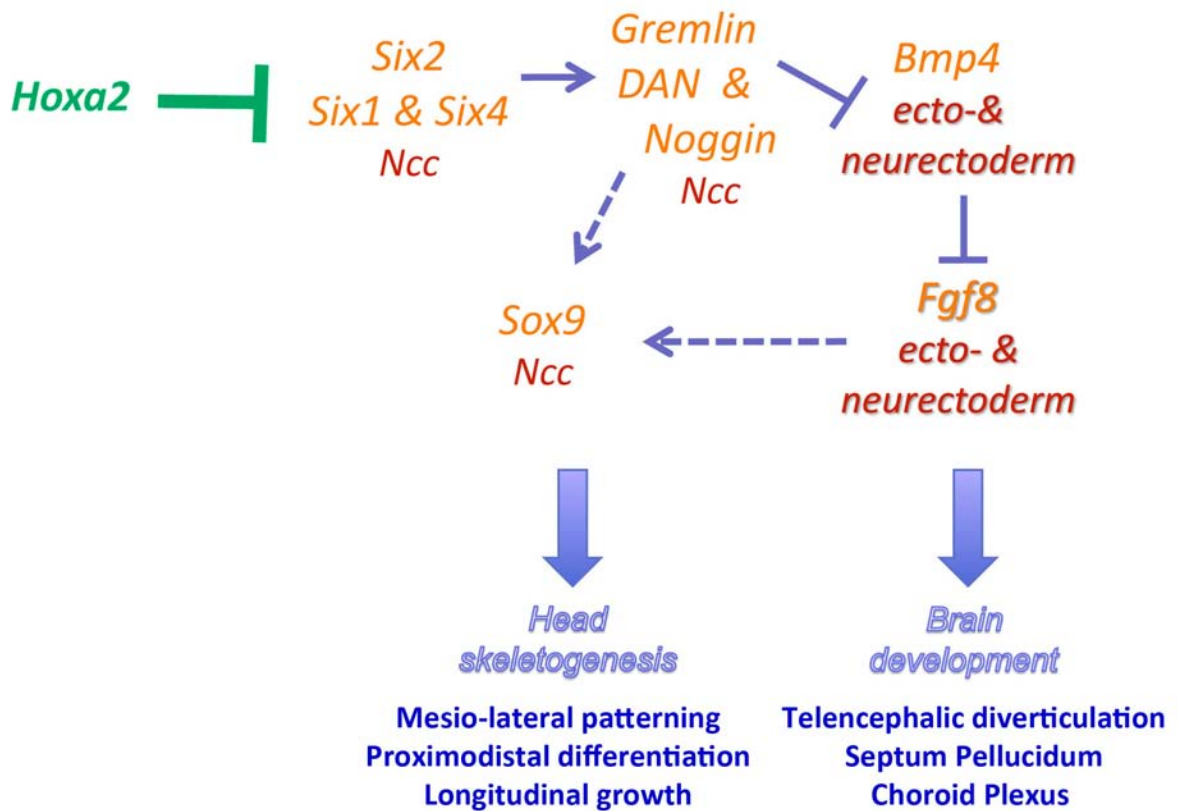 Hoxa2
Six2
Six1 & Six4
Ncc
Gremlin
DAN &
Noggin
Ncc
Bmp4
ecto-&
neurectoderm
Sox9
Ncc
Fgf8
ecto- &
neurectoderm
Head
skeletogenesis
Mesio-lateral patterning
Proximodistal differentiation
Longitudinal growth
Brain
development
Telencephalic diverticulation
Septum Pellucidum
Choroid Plexus